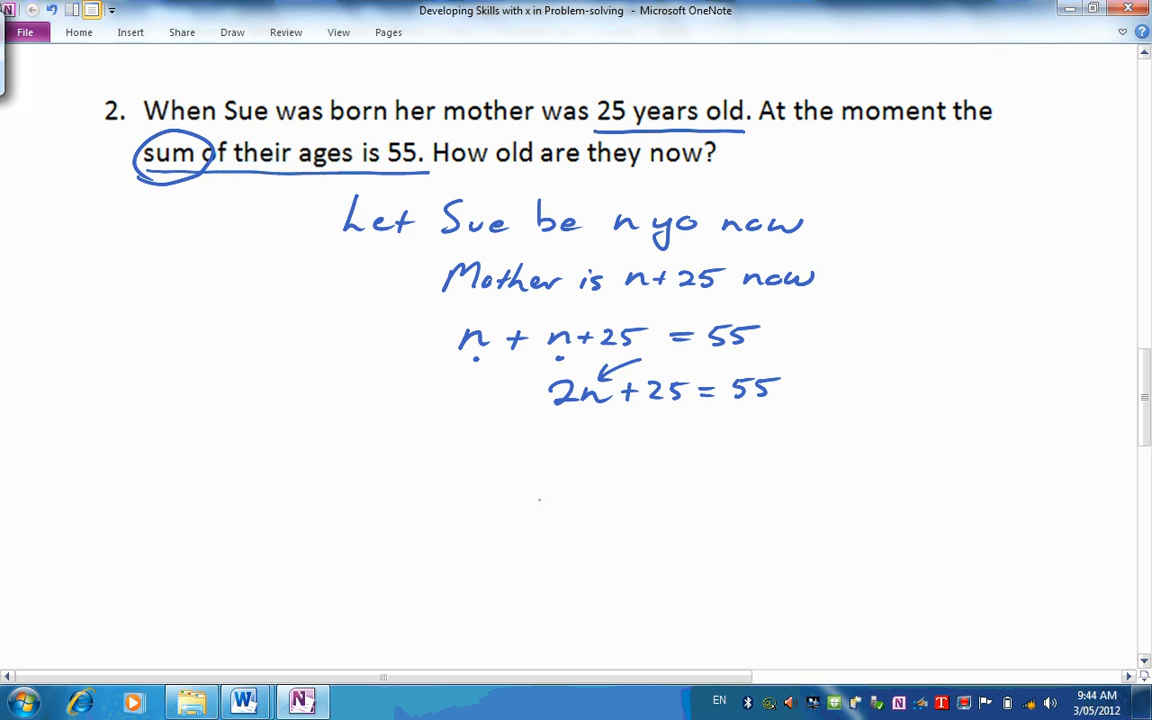 Developing Skills with x in Problem-solving - Microsoft OneNote
File Home Insert Share Draw Review View Pages
2. When Sue was born her mother was 25 years old. At the moment the
sum of their ages is 55. How old are they now?
Let Sue be n yo now
Mother is n+25 now
n + n+25 = 55
2n +25 = 55
EN
9:44 AM
3/05/2012